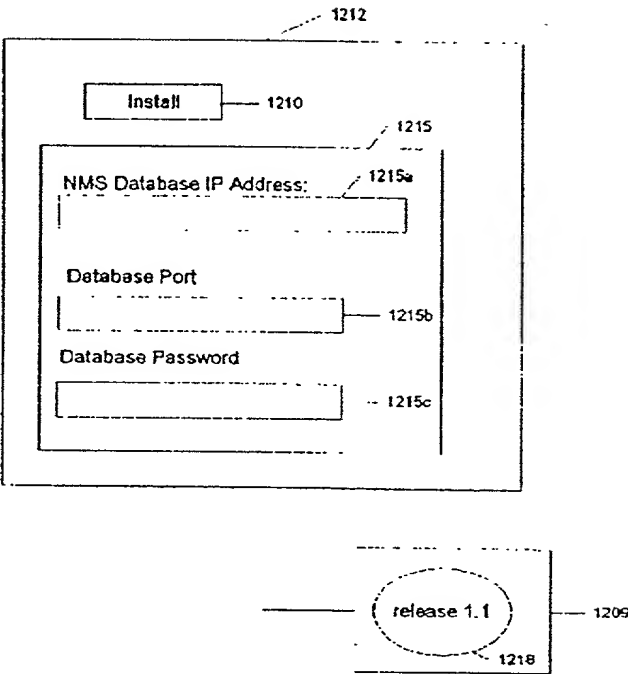 1212
Install
1210
1215
NMS Database IP Address:
1215a
Database Port
1215b
Database Password
1215c
release 1.1
1209
1218